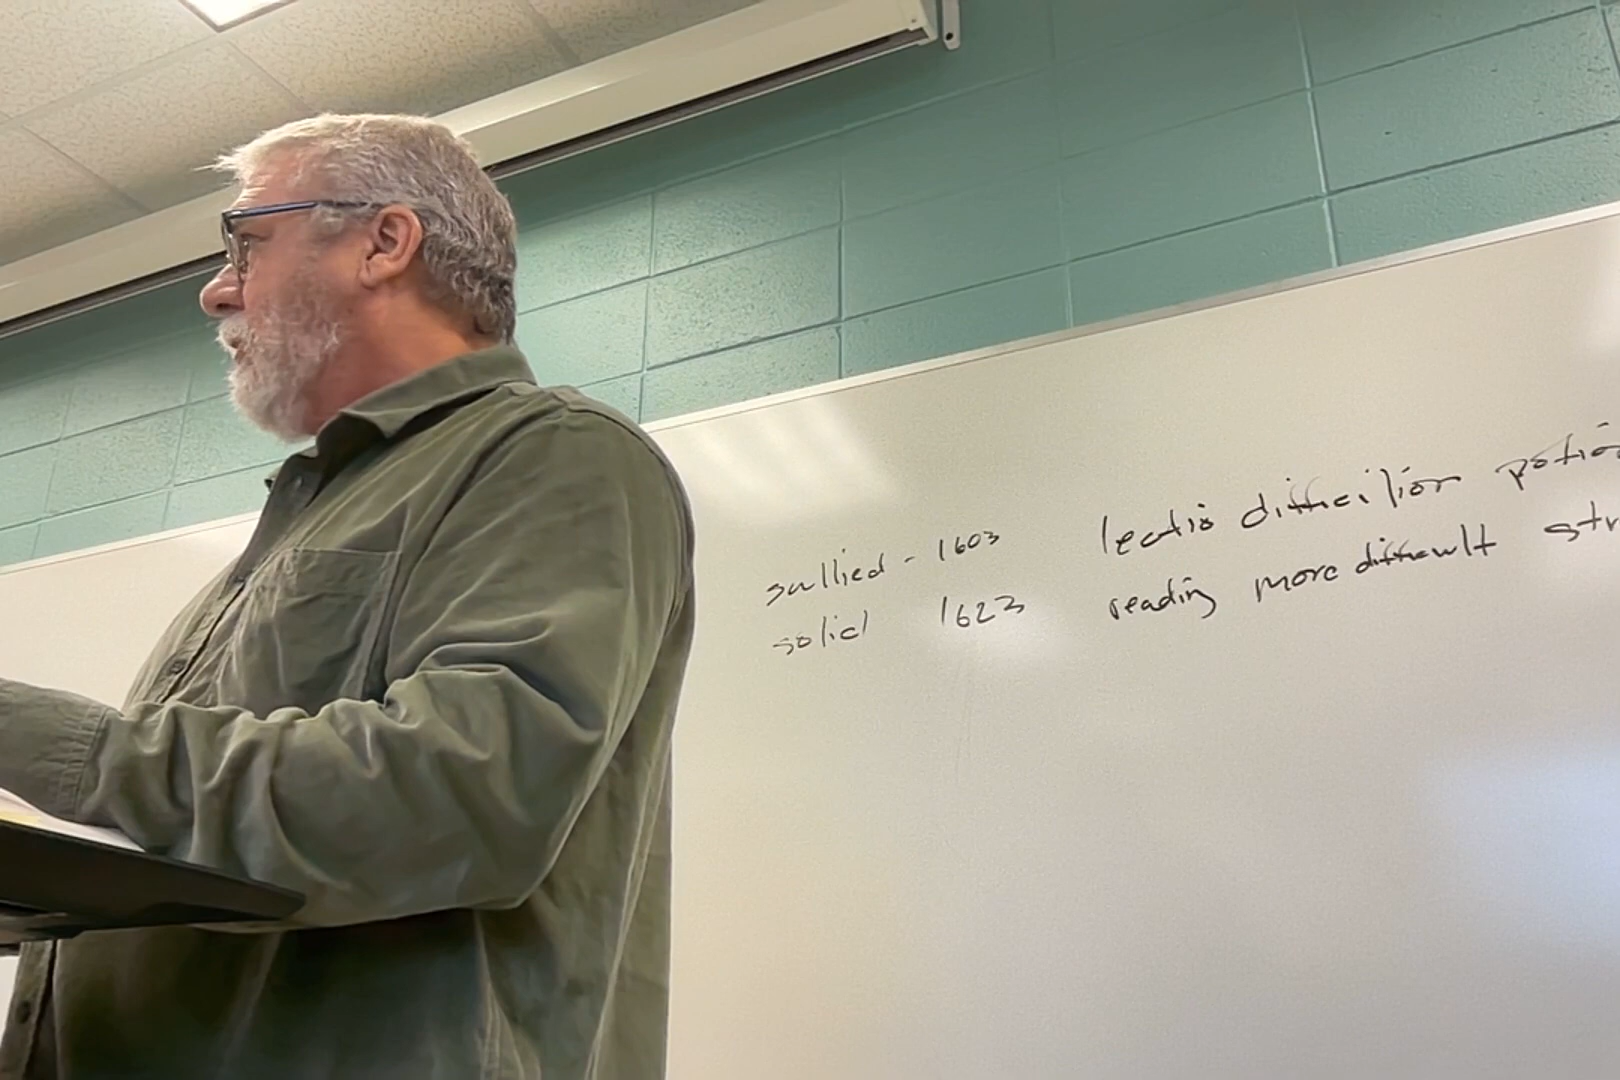 sullied - 1603 lectio difficilior
solid 1623 reading more difficult